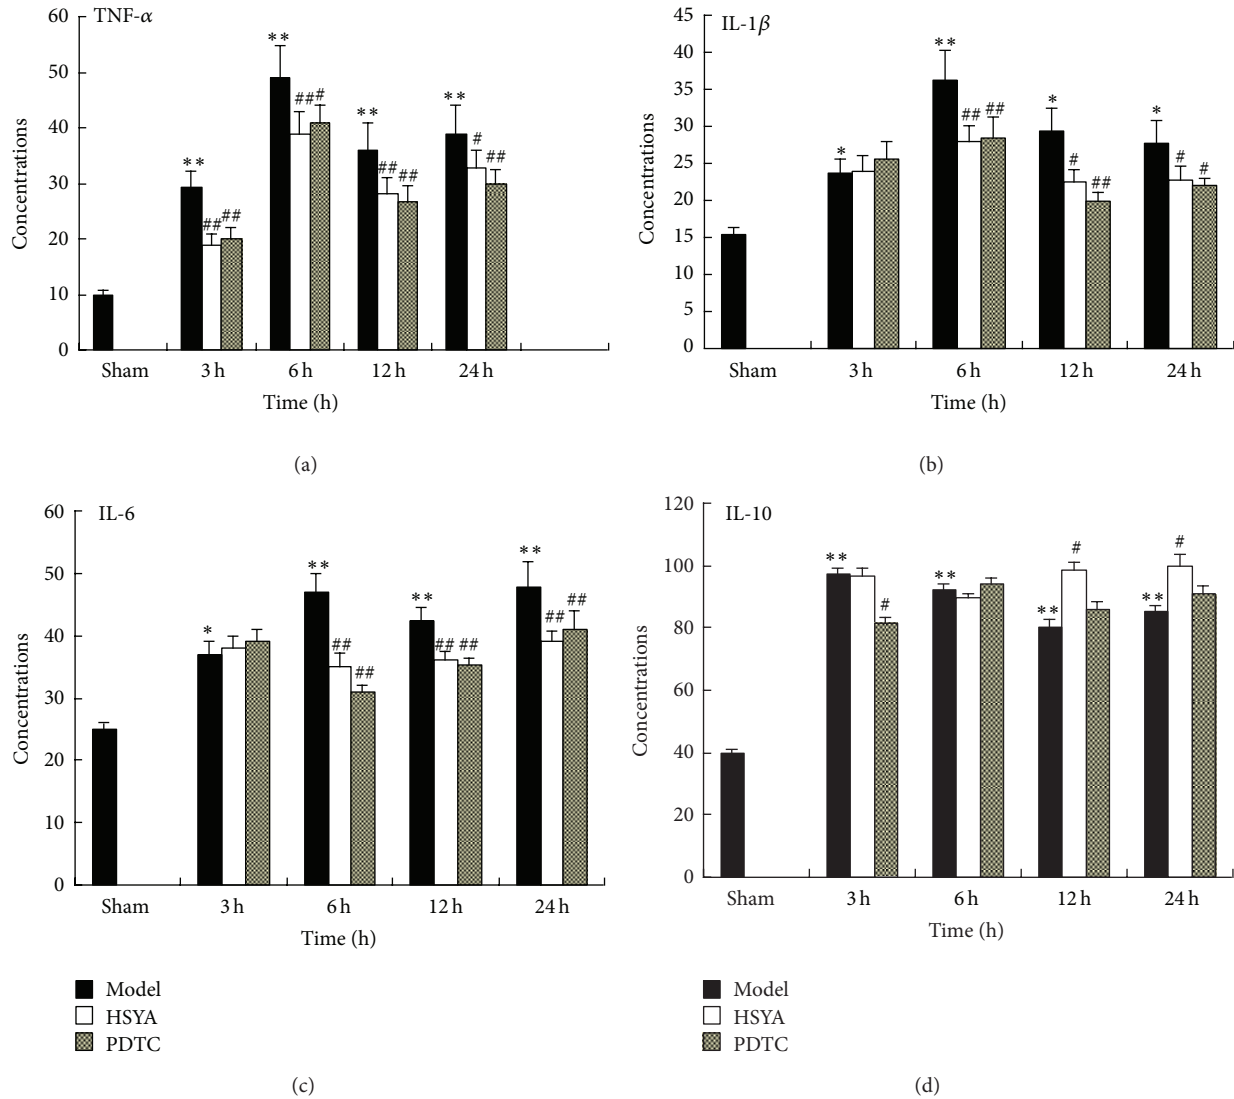 TNF-α
Concentrations
60
50
40
30
20
10
0
** ** ** **
## ## ## # ## ## # ##
Sham 3 h 6 h 12 h 24 h
Time (h)
(a)
IL-1β
Concentrations
45
40
35
30
25
20
15
10
5
0
* ** * *
## ## # ## # #
Sham 3 h 6 h 12 h 24 h
Time (h)
(b)
IL-6
Concentrations
60
50
40
30
20
10
0
* ** ** **
## ## ## ## ## ##
Sham 3 h 6 h 12 h 24 h
Time (h)
Model
HSYA
PDTC
(c)
IL-10
Concentrations
120
100
80
60
40
20
0
** ** ** **
# # #
Sham 3 h 6 h 12 h 24 h
Time (h)
Model
HSYA
PDTC
(d)